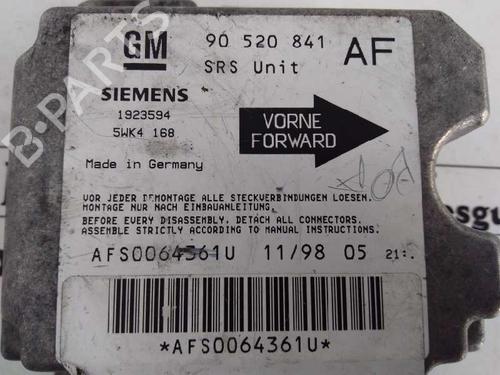 GM 90 520 841 AF
SRS Unit
SIEMENS
1923594
5WK4 168
VORNE
FORWARD
Made in Germany
VOR JEDER DEMONTAGE ALLE STECKVERBINDUNGEN LOESEN.
MONTAGE NUR NACH EINBAUANLEITUNG.
BEFORE EVERY DISASSEMBLY, DETACH ALL CONNECTORS.
ASSEMBLE STRICTLY ACCORDING TO MANUAL INSTRUCTIONS.
AFS0064361U 11/98 05
*AFS0064361U*
B-PARTS